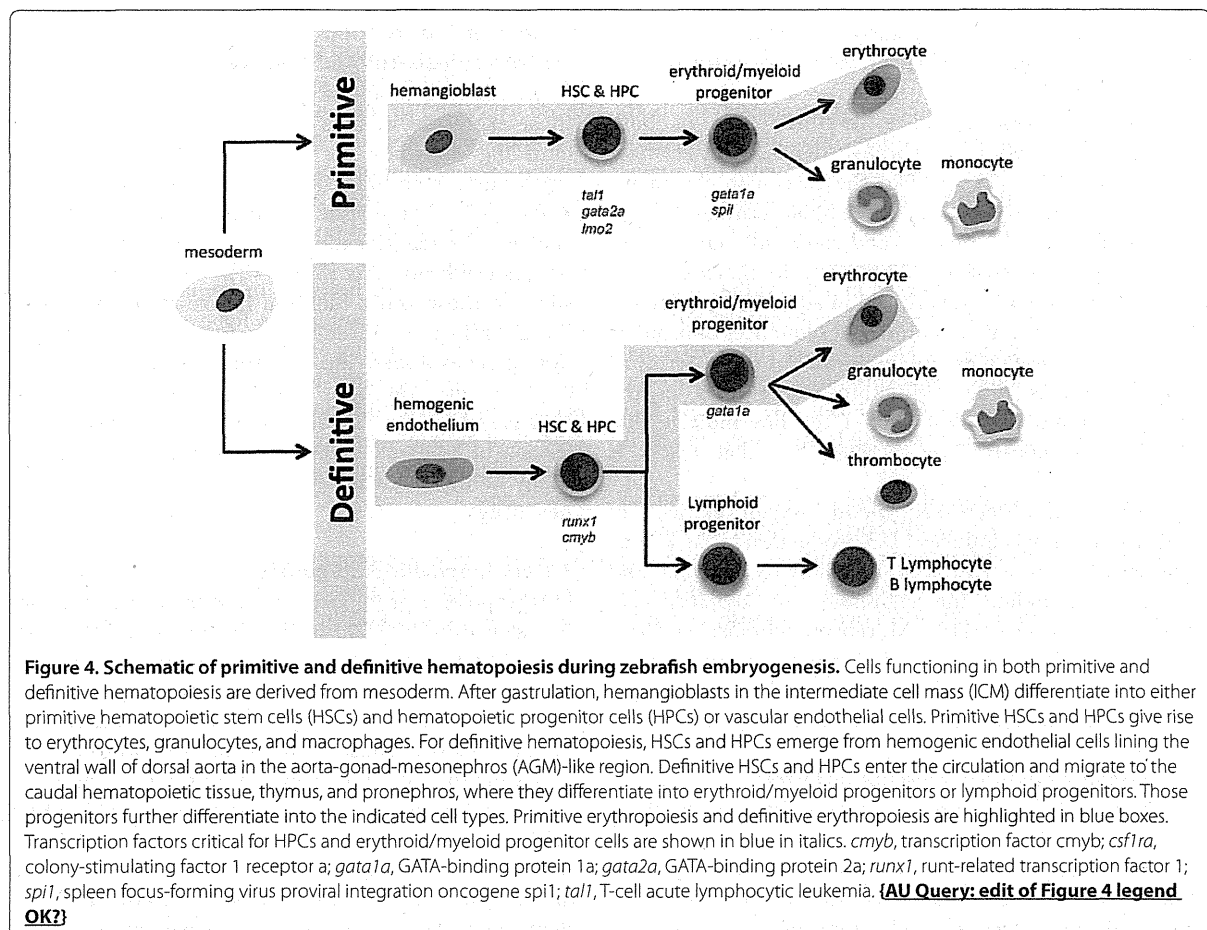 erythrocyte
erythroid/myeloid
progenitor
hemangioblast
HSC & HPC
Primitive
granulocyte
monocyte
tal1
gata2a
lmo2
gata1a
spil
mesoderm
erythrocyte
erythroid/myeloid
progenitor
granulocyte
monocyte
gata1a
hemogenic
endothelium
HSC & HPC
Definitive
thrombocyte
runx1
cmyb
Lymphoid
progenitor
T Lymphocyte
B lymphocyte
Figure 4. Schematic of primitive and definitive hematopoiesis during zebrafish embryogenesis. Cells functioning in both primitive and
definitive hematopoiesis are derived from mesoderm. After gastrulation, hemangioblasts in the intermediate cell mass (ICM) differentiate into either
primitive hematopoietic stem cells (HSCs) and hematopoietic progenitor cells (HPCs) or vascular endothelial cells. Primitive HSCs and HPCs give rise
to erythrocytes, granulocytes, and macrophages. For definitive hematopoiesis, HSCs and HPCs emerge from hemogenic endothelial cells lining the
ventral wall of dorsal aorta in the aorta-gonad-mesonephros (AGM)-like region. Definitive HSCs and HPCs enter the circulation and migrate to the
caudal hematopoietic tissue, thymus, and pronephros, where they differentiate into erythroid/myeloid progenitors or lymphoid progenitors. Those
progenitors further differentiate into the indicated cell types. Primitive erythropoiesis and definitive erythropoiesis are highlighted in blue boxes.
Transcription factors critical for HPCs and erythroid/myeloid progenitor cells are shown in blue in italics. cmyb, transcription factor cmyb; csf1ra,
colony-stimulating factor 1 receptor a; gata1a, GATA-binding protein 1a; gata2a, GATA-binding protein 2a; runx1, runt-related transcription factor 1;
spi1, spleen focus-forming virus proviral integration oncogene spi1; tal1, T-cell acute lymphocytic leukemia. {AU Query: edit of Figure 4 legend
OK?}